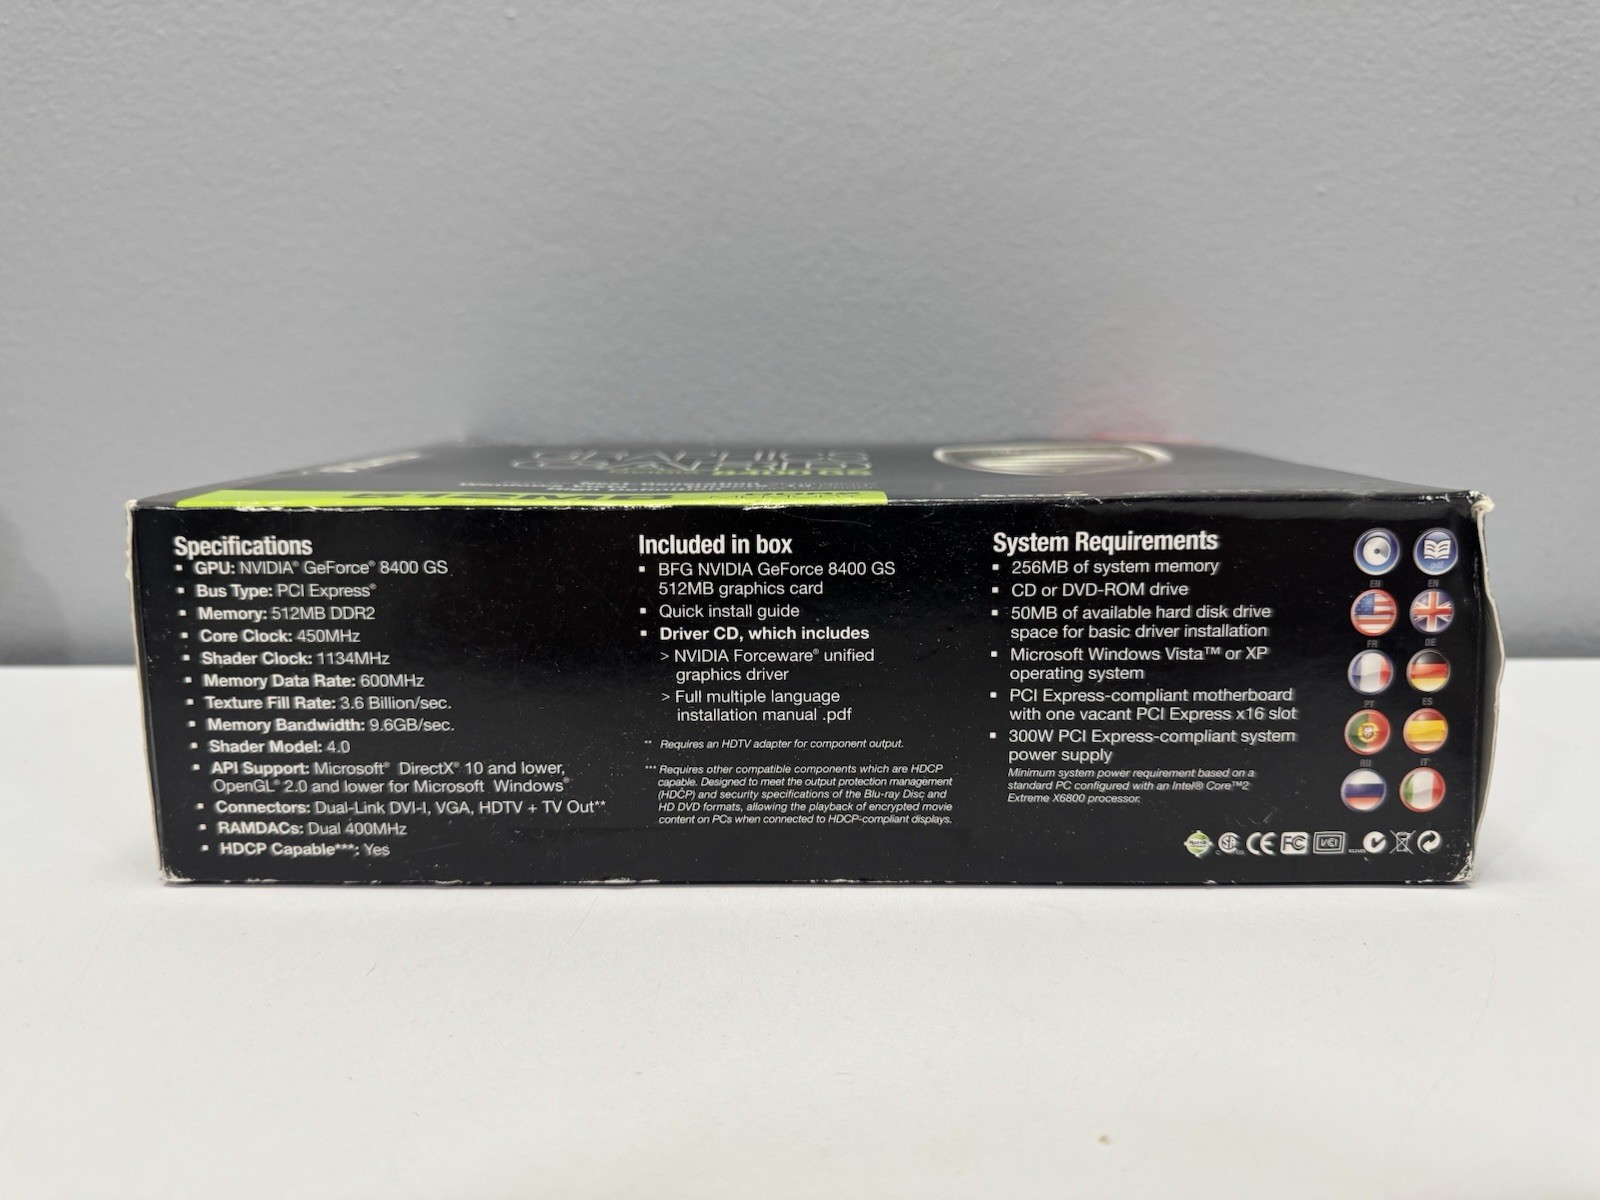 GRAPHICS
8400 GS
512MB
Specifications
▪ GPU: NVIDIA® GeForce® 8400 GS
▪ Bus Type: PCI Express®
▪ Memory: 512MB DDR2
▪ Core Clock: 450MHz
▪ Shader Clock: 1134MHz
▪ Memory Data Rate: 600MHz
▪ Texture Fill Rate: 3.6 Billion/sec.
▪ Memory Bandwidth: 9.6GB/sec.
▪ Shader Model: 4.0
▪ API Support: Microsoft® DirectX® 10 and lower,
OpenGL® 2.0 and lower for Microsoft Windows®
▪ Connectors: Dual-Link DVI-I, VGA, HDTV + TV Out**
▪ RAMDACs: Dual 400MHz
▪ HDCP Capable***: Yes
Included in box
▪ BFG NVIDIA GeForce 8400 GS
512MB graphics card
▪ Quick install guide
▪ Driver CD, which includes
> NVIDIA Forceware® unified
graphics driver
> Full multiple language
installation manual .pdf
** Requires an HDTV adapter for component output.
*** Requires other compatible components which are HDCP
capable. Designed to meet the output protection management
(HDCP) and security specifications of the Blu-ray Disc and
HD DVD formats, allowing the playback of encrypted movie
content on PCs when connected to HDCP-compliant displays.
System Requirements
▪ 256MB of system memory
▪ CD or DVD-ROM drive
▪ 50MB of available hard disk drive
space for basic driver installation
▪ Microsoft Windows Vista™ or XP
operating system
▪ PCI Express-compliant motherboard
with one vacant PCI Express x16 slot
▪ 300W PCI Express-compliant system
power supply
Minimum system power requirement based on a
standard PC configured with an Intel® Core™2
Extreme X6800 processor.
.pdf
EN EN
FR DE
PT ES
RU IT
CE FC VCI